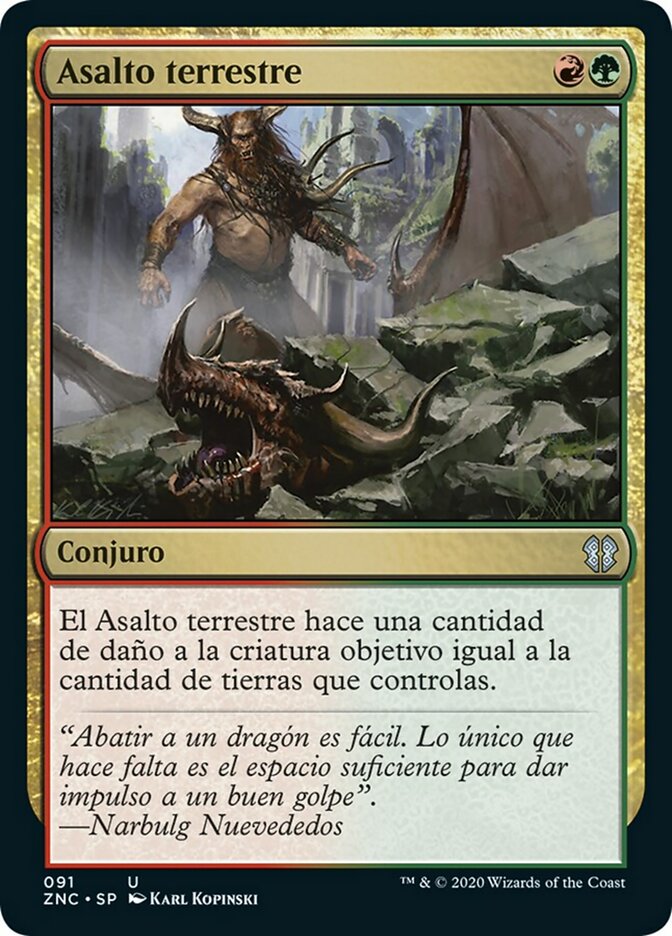 Asalto terrestre
Conjuro
El Asalto terrestre hace una cantidad
de daño a la criatura objetivo igual a la
cantidad de tierras que controlas.
“Abatir a un dragón es fácil. Lo único que
hace falta es el espacio suficiente para dar
impulso a un buen golpe”.
—Narbulg Nuevededos
091 U
ZNC • SP Karl Kopinski
™ & © 2020 Wizards of the Coast